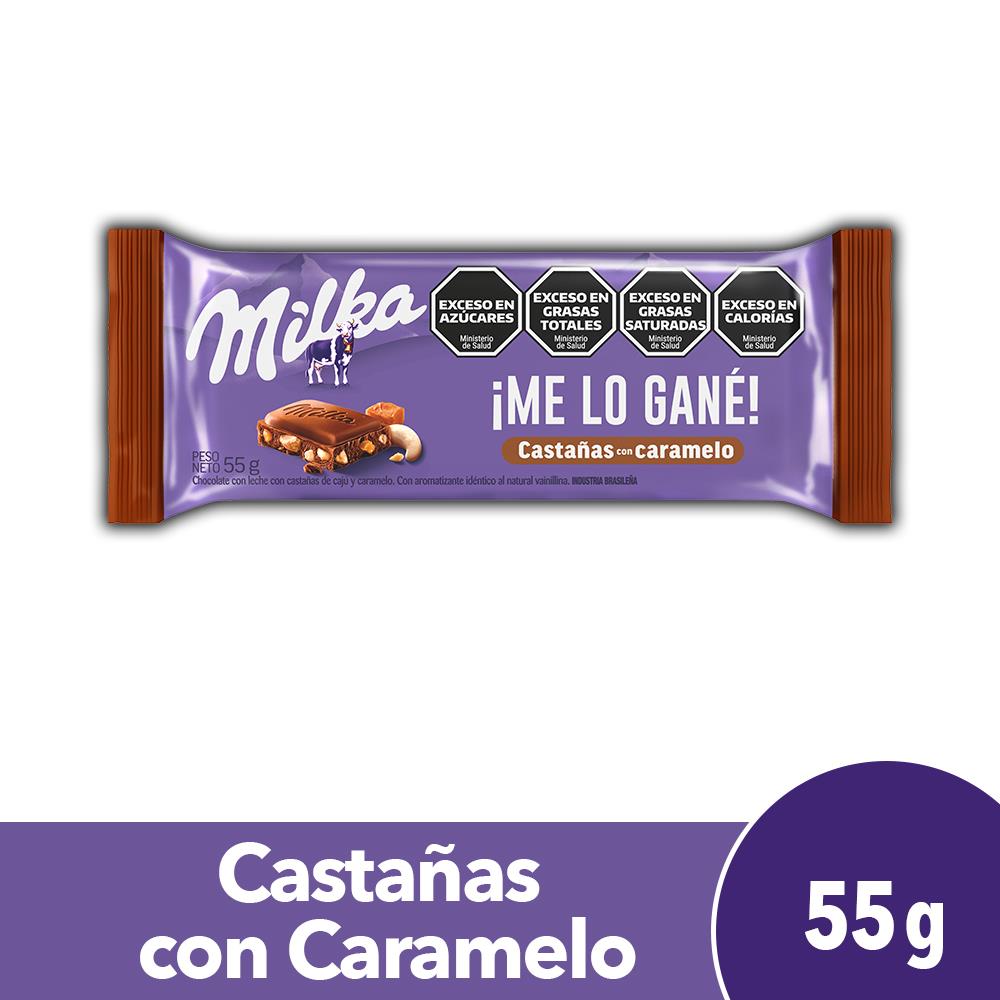 Milka
EXCESO EN
AZÚCARES
Ministerio
de Salud
EXCESO EN
GRASAS
TOTALES
Ministerio
de Salud
EXCESO EN
GRASAS
SATURADAS
Ministerio
de Salud
EXCESO EN
CALORÍAS
Ministerio
de Salud
¡ME LO GANÉ!
Castañas con caramelo
Milka
PESO
NETO 55 g
Chocolate con leche con castañas de cajú y caramelo. Con aromatizante idéntico al natural vainillina. INDUSTRIA BRASILEÑA
Castañas
con Caramelo
55 g